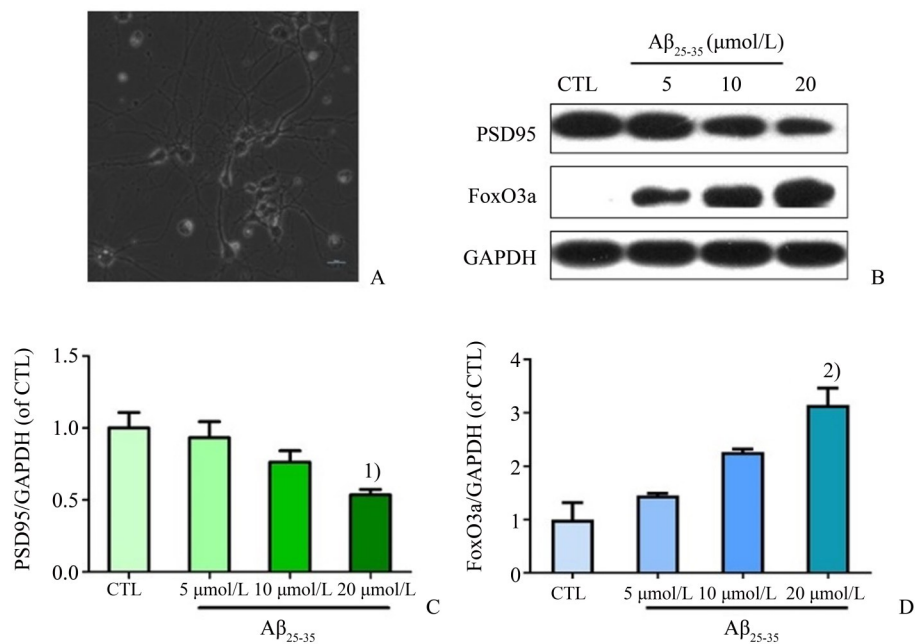 A
Aβ25-35 (μmol/L)
CTL 5 10 20
PSD95
FoxO3a
GAPDH
B
PSD95/GAPDH (of CTL)
1.5
1.0
0.5
0.0
1)
CTL 5 μmol/L 10 μmol/L 20 μmol/L
Aβ25-35
C
FoxO3a/GAPDH (of CTL)
4
3
2
1
0
2)
CTL 5 μmol/L 10 μmol/L 20 μmol/L
Aβ25-35
D